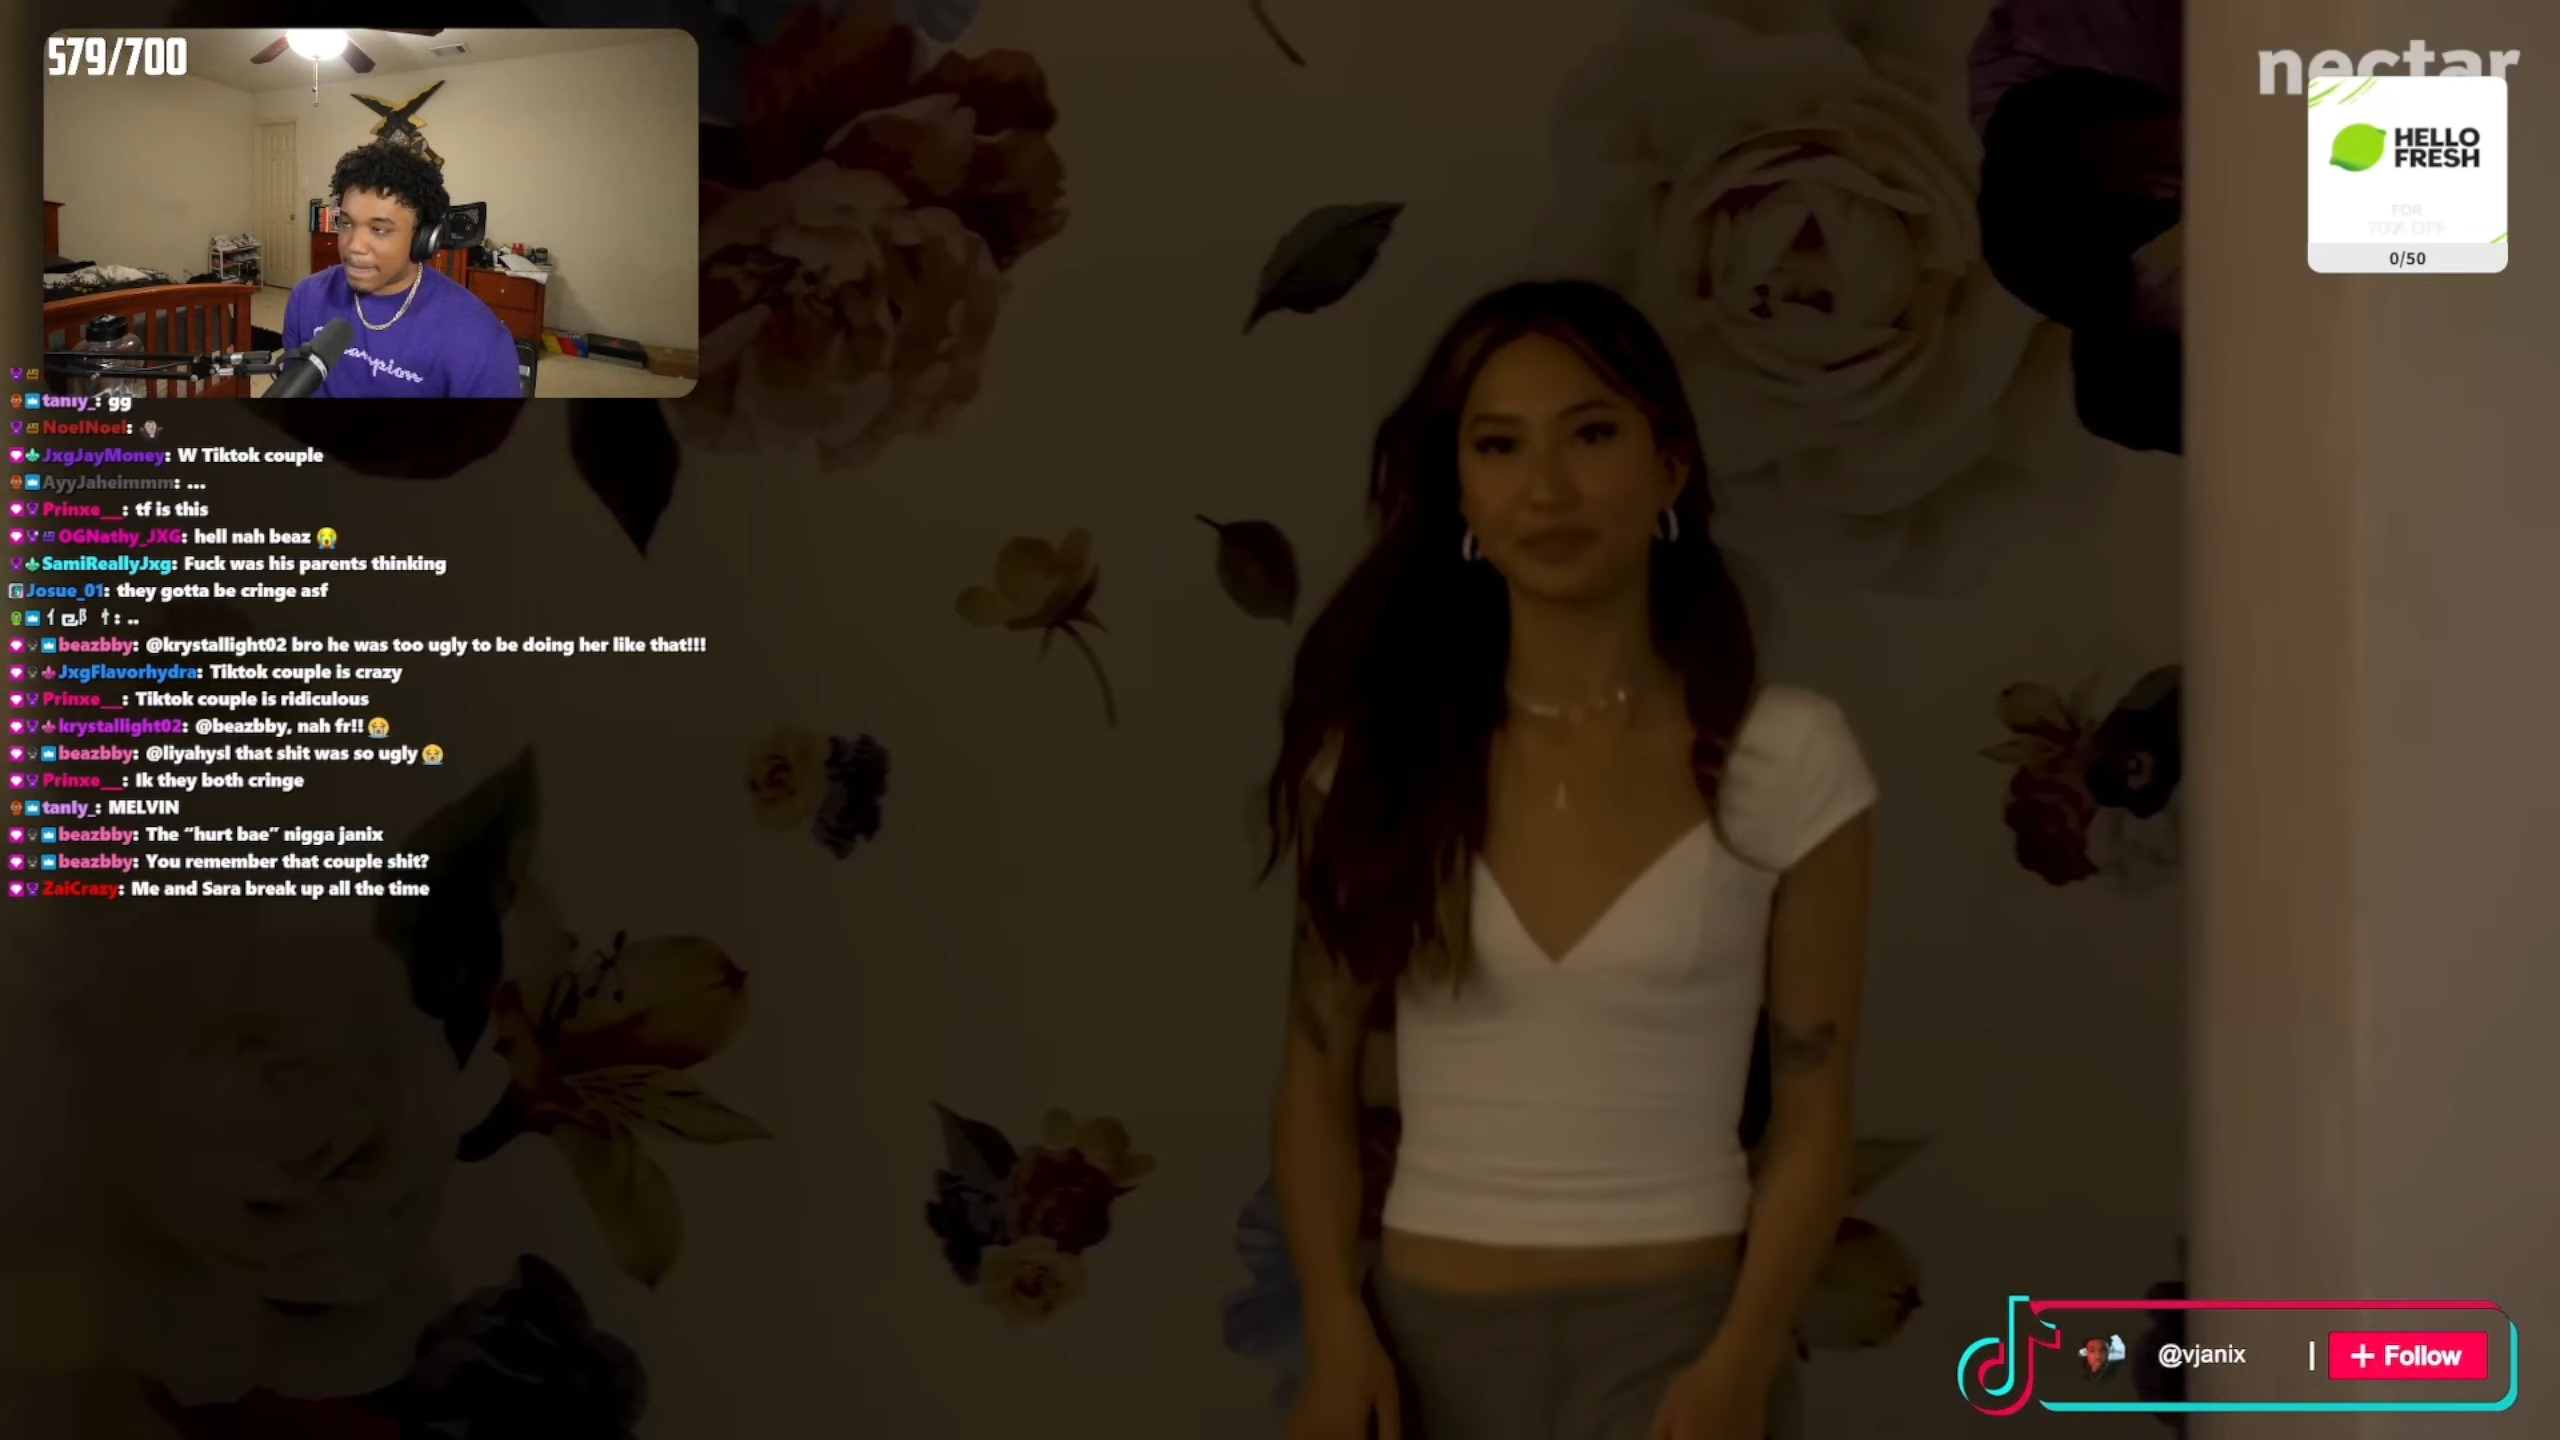 579/700
nectar
HELLO
FRESH
FOR
70% OFF
0/50
Champion
tanly_: gg
NoelNoel:
JxgJayMoney: W Tiktok couple
AyyJaheimmm: ...
Prinxe__: tf is this
OGNathy_JXG: hell nah beaz 😭
SamiReallyJxg: Fuck was his parents thinking
Josue_01: they gotta be cringe asf
beazbby: @krystallight02 bro he was too ugly to be doing her like that!!!
JxgFlavorhydra: Tiktok couple is crazy
Prinxe__: Tiktok couple is ridiculous
krystallight02: @beazbby, nah fr!! 😭
beazbby: @liyahysl that shit was so ugly 😭
Prinxe__: Ik they both cringe
tanly_: MELVIN
beazbby: The “hurt bae” nigga janix
beazbby: You remember that couple shit?
ZaiCrazy: Me and Sara break up all the time
@vjanix | + Follow